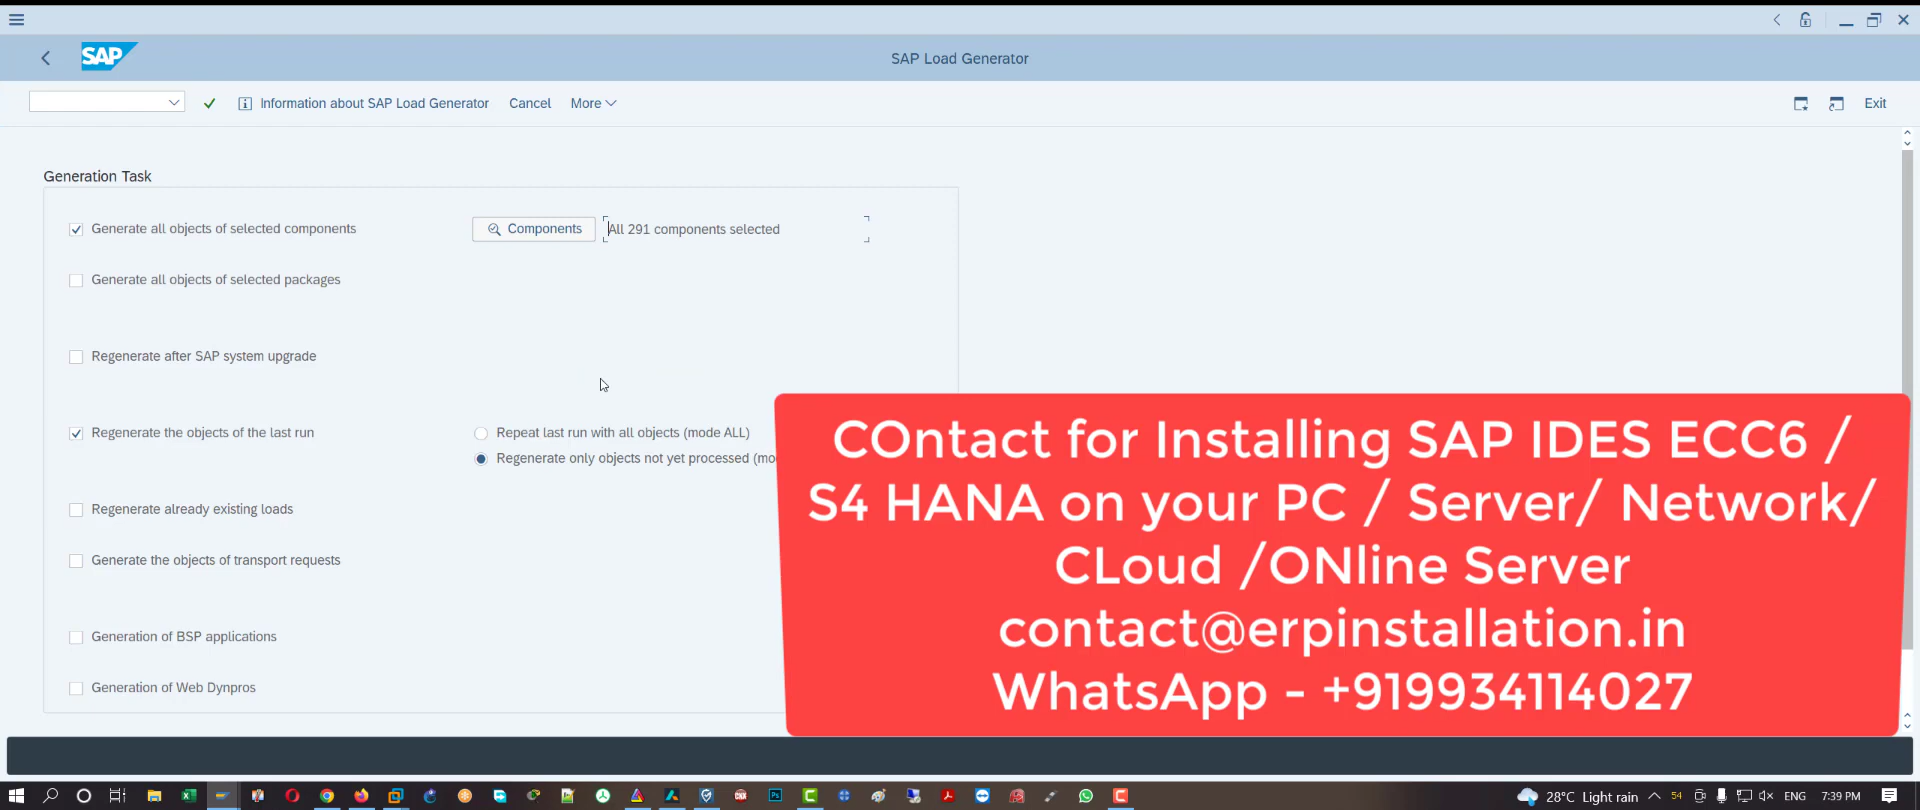 SAP
SAP Load Generator
Information about SAP Load Generator
Cancel
More
Exit
Generation Task
Generate all objects of selected components
Components
All 291 components selected
Generate all objects of selected packages
Regenerate after SAP system upgrade
Regenerate the objects of the last run
Repeat last run with all objects (mode ALL)
Regenerate only objects not yet processed (mo
Regenerate already existing loads
Generate the objects of transport requests
Generation of BSP applications
Generation of Web Dynpros
COntact for Installing SAP IDES ECC6 /
S4 HANA on your PC / Server/ Network/
CLoud /ONline Server
contact@erpinstallation.in
WhatsApp - +919934114027
28°C Light rain
54
ENG
7:39 PM